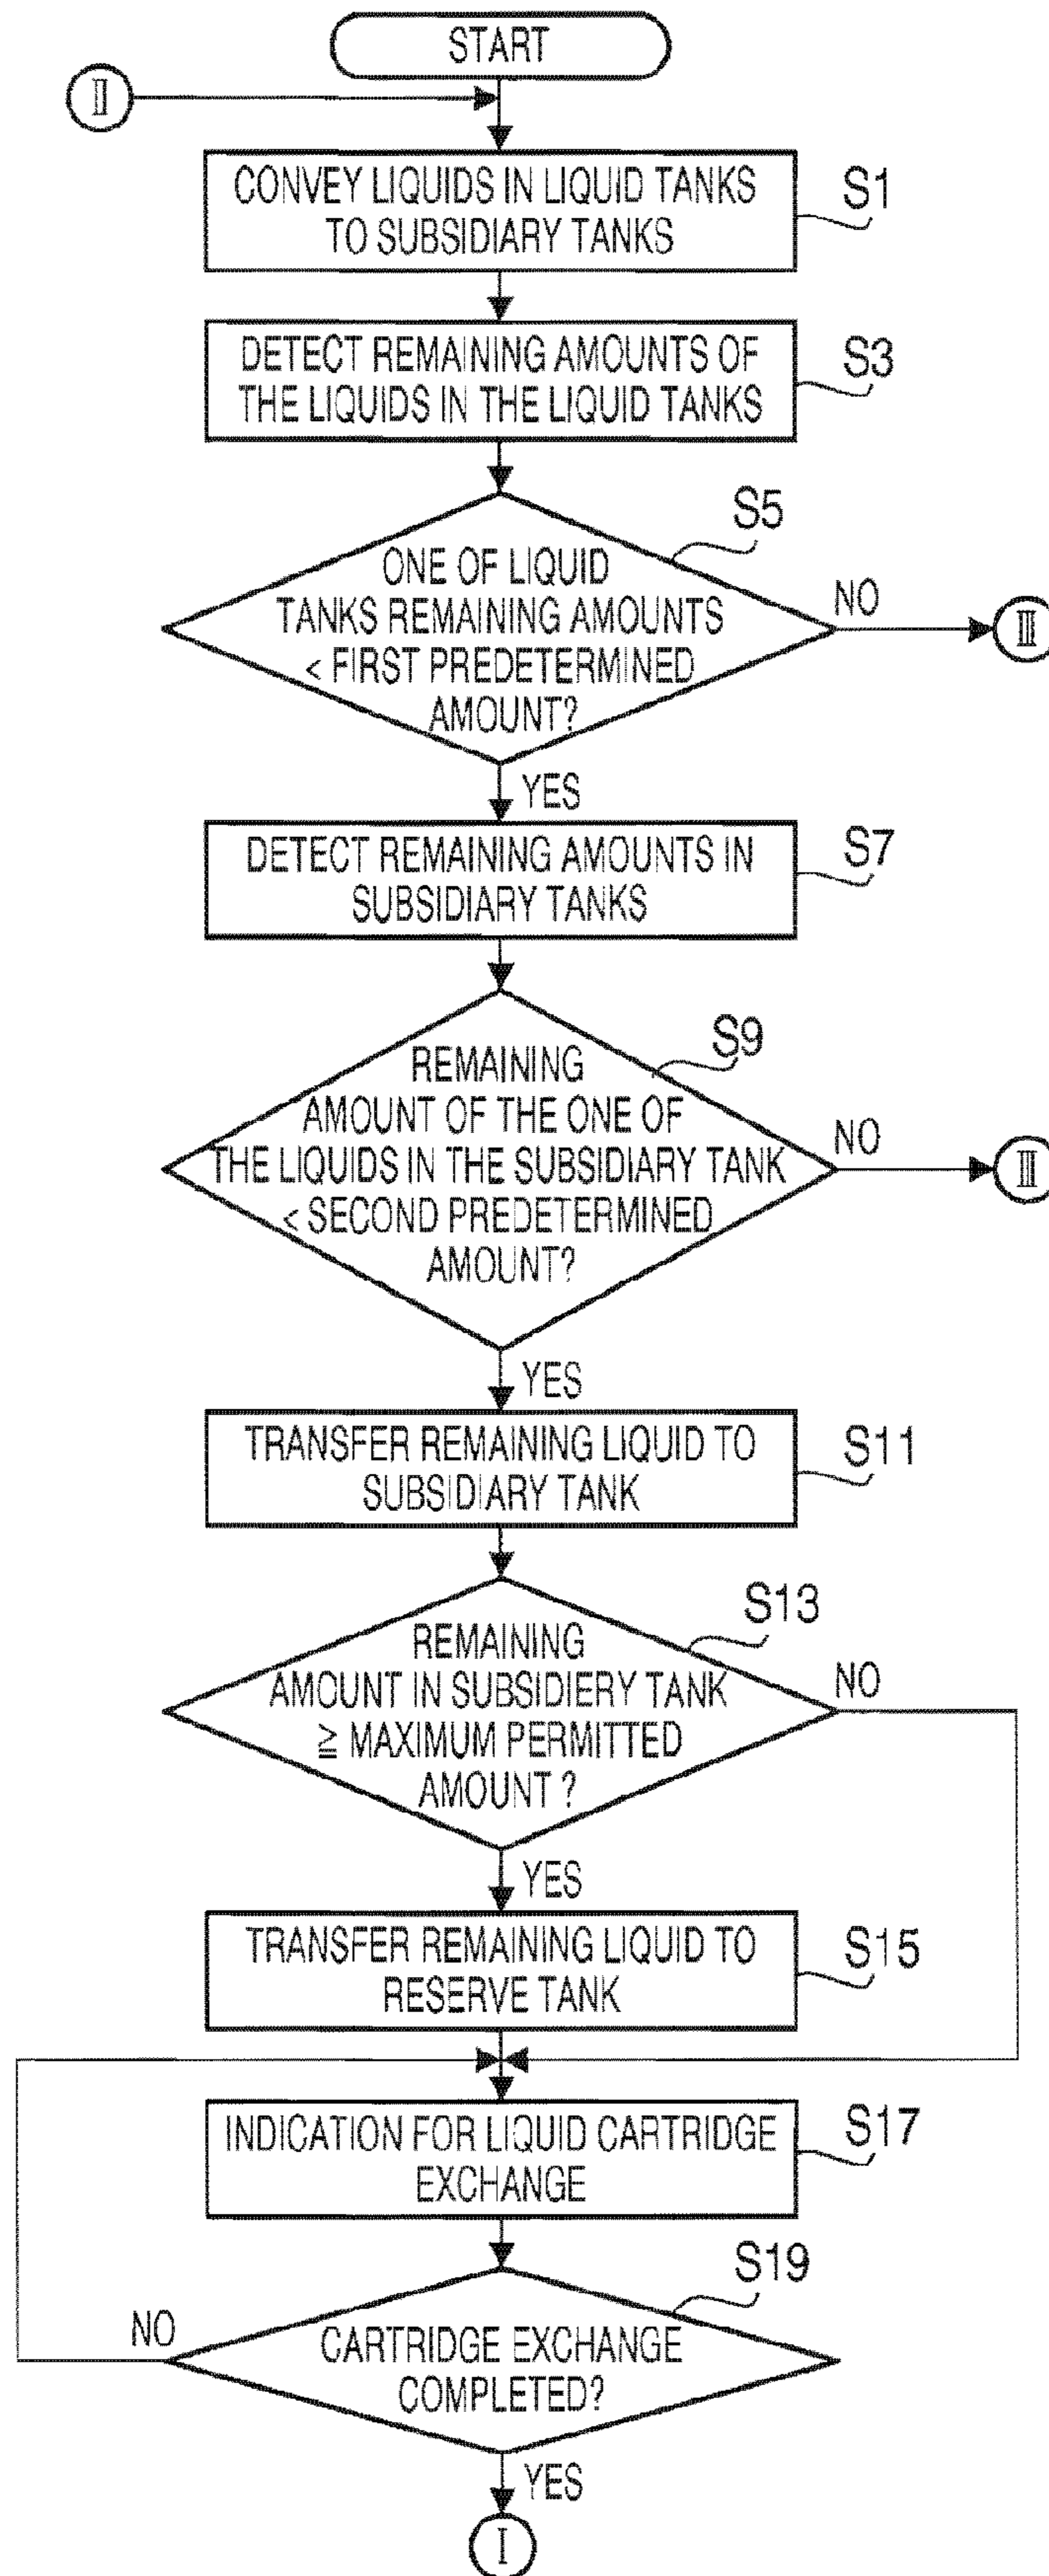 START
II
CONVEY LIQUIDS IN LIQUID TANKS
TO SUBSIDIARY TANKS
S1
DETECT REMAINING AMOUNTS OF
THE LIQUIDS IN THE LIQUID TANKS
S3
S5
ONE OF LIQUID
TANKS REMAINING AMOUNTS
< FIRST PREDETERMINED
AMOUNT?
NO
III
YES
DETECT REMAINING AMOUNTS IN
SUBSIDIARY TANKS
S7
S9
REMAINING
AMOUNT OF THE ONE OF
THE LIQUIDS IN THE SUBSIDIARY TANK
< SECOND PREDETERMINED
AMOUNT?
NO
III
YES
TRANSFER REMAINING LIQUID TO
SUBSIDIARY TANK
S11
S13
REMAINING
AMOUNT IN SUBSIDIERY TANK
≧ MAXIMUM PERMITTED
AMOUNT ?
NO
YES
TRANSFER REMAINING LIQUID TO
RESERVE TANK
S15
INDICATION FOR LIQUID CARTRIDGE
EXCHANGE
S17
S19
CARTRIDGE EXCHANGE
COMPLETED?
NO
YES
I